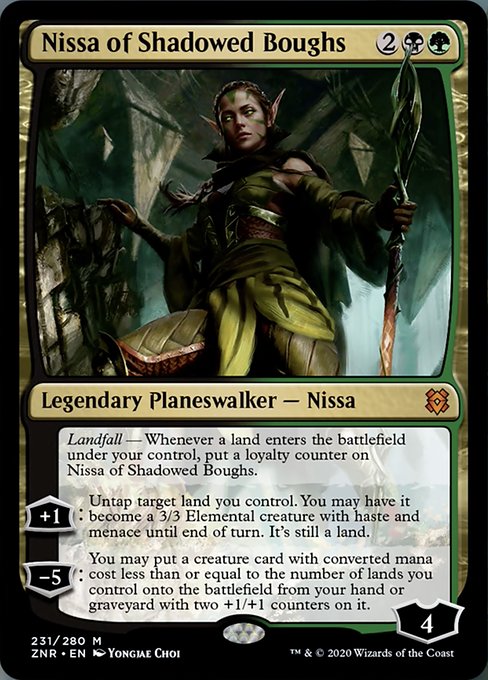 Nissa of Shadowed Boughs 2
Legendary Planeswalker — Nissa
Landfall — Whenever a land enters the battlefield
under your control, put a loyalty counter on
Nissa of Shadowed Boughs.
+1: Untap target land you control. You may have it
become a 3/3 Elemental creature with haste and
menace until end of turn. It's still a land.
−5: You may put a creature card with converted mana
cost less than or equal to the number of lands you
control onto the battlefield from your hand or
graveyard with two +1/+1 counters on it.
4
231/280 M
ZNR • EN Yongjae Choi
™ & © 2020 Wizards of the Coast